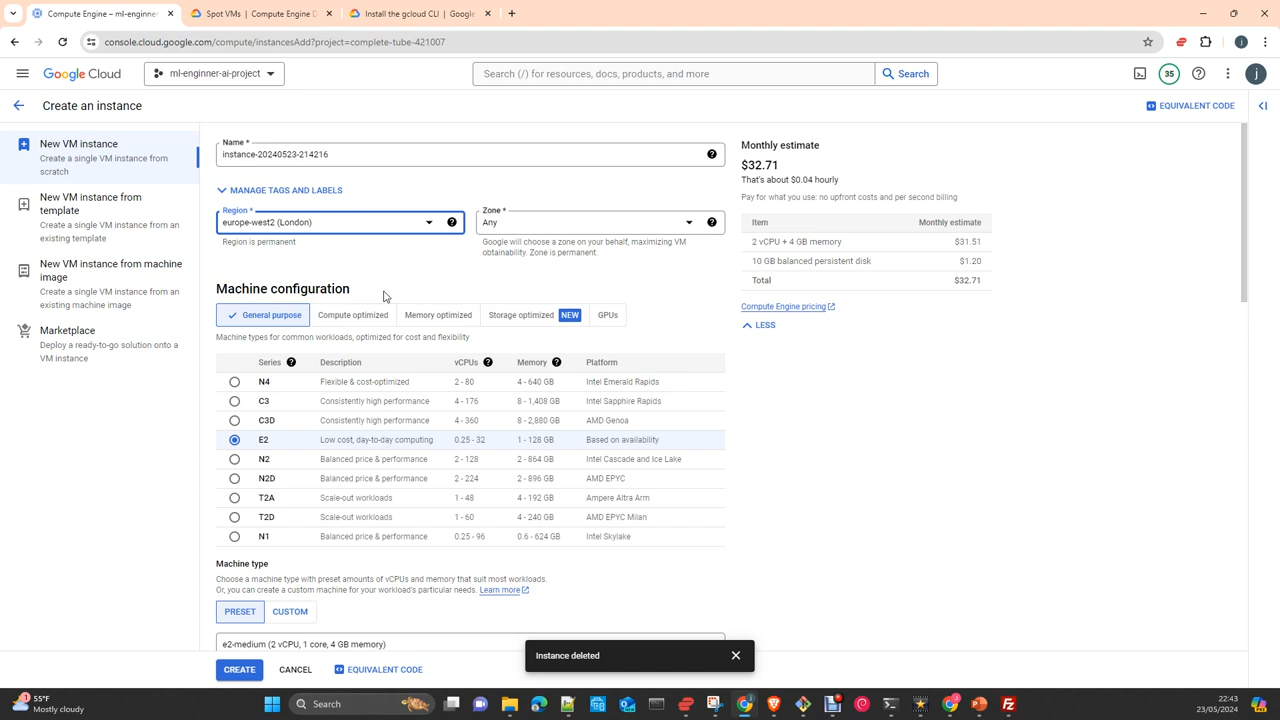 Compute Engine – ml-enginner-
Spot VMs | Compute Engine D
Install the gcloud CLI | Google
console.cloud.google.com/compute/instancesAdd?project=complete-tube-421007
j
Google Cloud
ml-enginner-ai-project
Search (/) for resources, docs, products, and more
Search
35
j
Create an instance
EQUIVALENT CODE
New VM instance
Create a single VM instance from
scratch
New VM instance from
template
Create a single VM instance from
an existing template
New VM instance from machine
image
Create a single VM instance from
an existing machine image
Marketplace
Deploy a ready-to-go solution onto a
VM instance
Name *
instance-20240523-214216
MANAGE TAGS AND LABELS
Region *
europe-west2 (London)
Region is permanent
Zone *
Any
Google will choose a zone on your behalf, maximizing VM
obtainability. Zone is permanent.
Machine configuration
General purpose
Compute optimized
Memory optimized
Storage optimized NEW
GPUs
Machine types for common workloads, optimized for cost and flexibility
Series Description vCPUs Memory Platform
N4 Flexible & cost-optimized 2 - 80 4 - 640 GB Intel Emerald Rapids
C3 Consistently high performance 4 - 176 8 - 1,408 GB Intel Sapphire Rapids
C3D Consistently high performance 4 - 360 8 - 2,880 GB AMD Genoa
E2 Low cost, day-to-day computing 0.25 - 32 1 - 128 GB Based on availability
N2 Balanced price & performance 2 - 128 2 - 864 GB Intel Cascade and Ice Lake
N2D Balanced price & performance 2 - 224 2 - 896 GB AMD EPYC
T2A Scale-out workloads 1 - 48 4 - 192 GB Ampere Altra Arm
T2D Scale-out workloads 1 - 60 4 - 240 GB AMD EPYC Milan
N1 Balanced price & performance 0.25 - 96 0.6 - 624 GB Intel Skylake
Machine type
Choose a machine type with preset amounts of vCPUs and memory that suit most workloads.
Or, you can create a custom machine for your workload's particular needs. Learn more
PRESET
CUSTOM
e2-medium (2 vCPU, 1 core, 4 GB memory)
Monthly estimate
$32.71
That's about $0.04 hourly
Pay for what you use: no upfront costs and per second billing
Item Monthly estimate
2 vCPU + 4 GB memory $31.51
10 GB balanced persistent disk $1.20
Total $32.71
Compute Engine pricing
LESS
Instance deleted
CREATE
CANCEL
EQUIVALENT CODE
1
55°F
Mostly cloudy
Search
22:43
23/05/2024